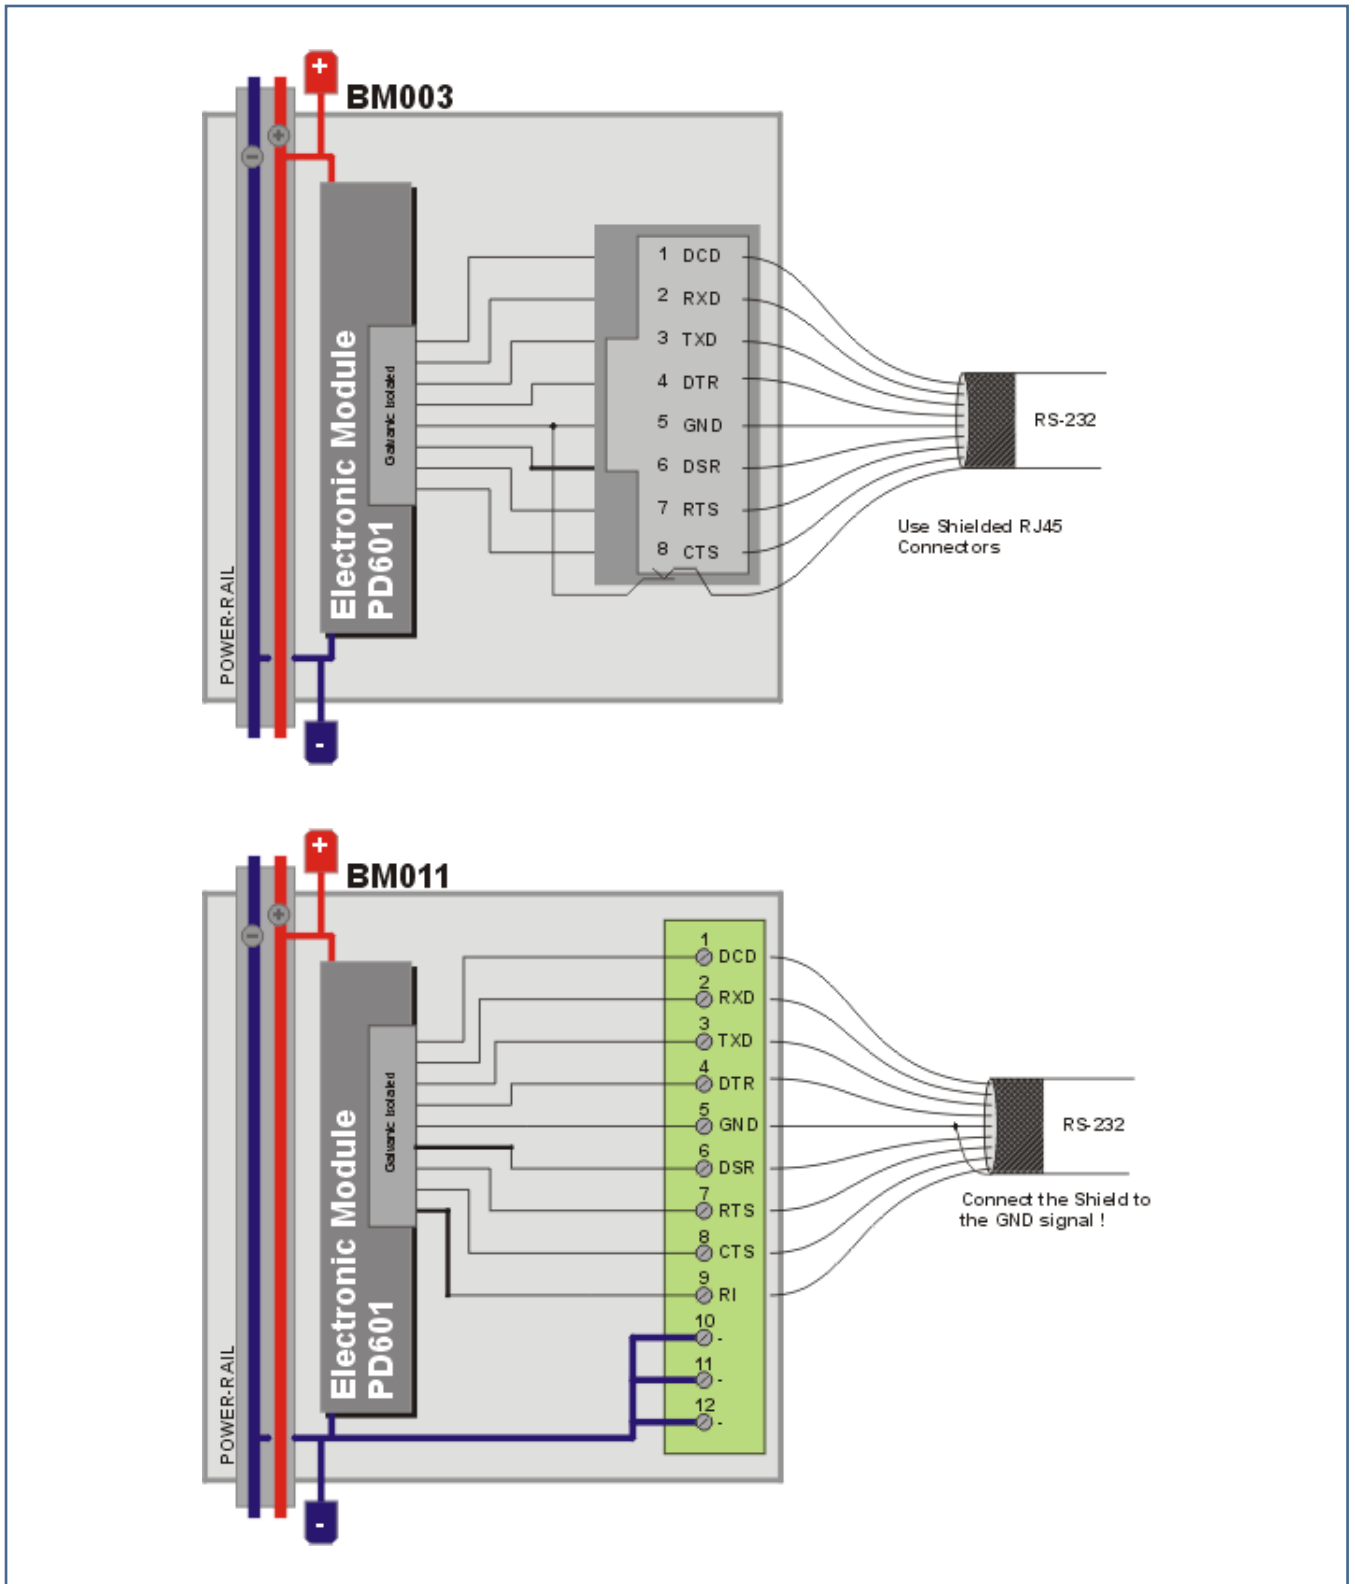 +
BM003
+
-
1 DCD
2 RXD
3 TXD
4 DTR
5 GND
6 DSR
7 RTS
8 CTS
Electronic Module
PD601
Galvanic Isolated
POWER-RAIL
RS-232
Use Shielded RJ45
Connectors
-
+
BM011
+
-
1
DCD
2
RXD
3
TXD
4
DTR
5
GND
6
DSR
7
RTS
8
CTS
9
RI
10
-
11
-
12
-
Electronic Module
PD601
Galvanic Isolated
POWER-RAIL
RS-232
Connect the Shield to
the GND signal !
-